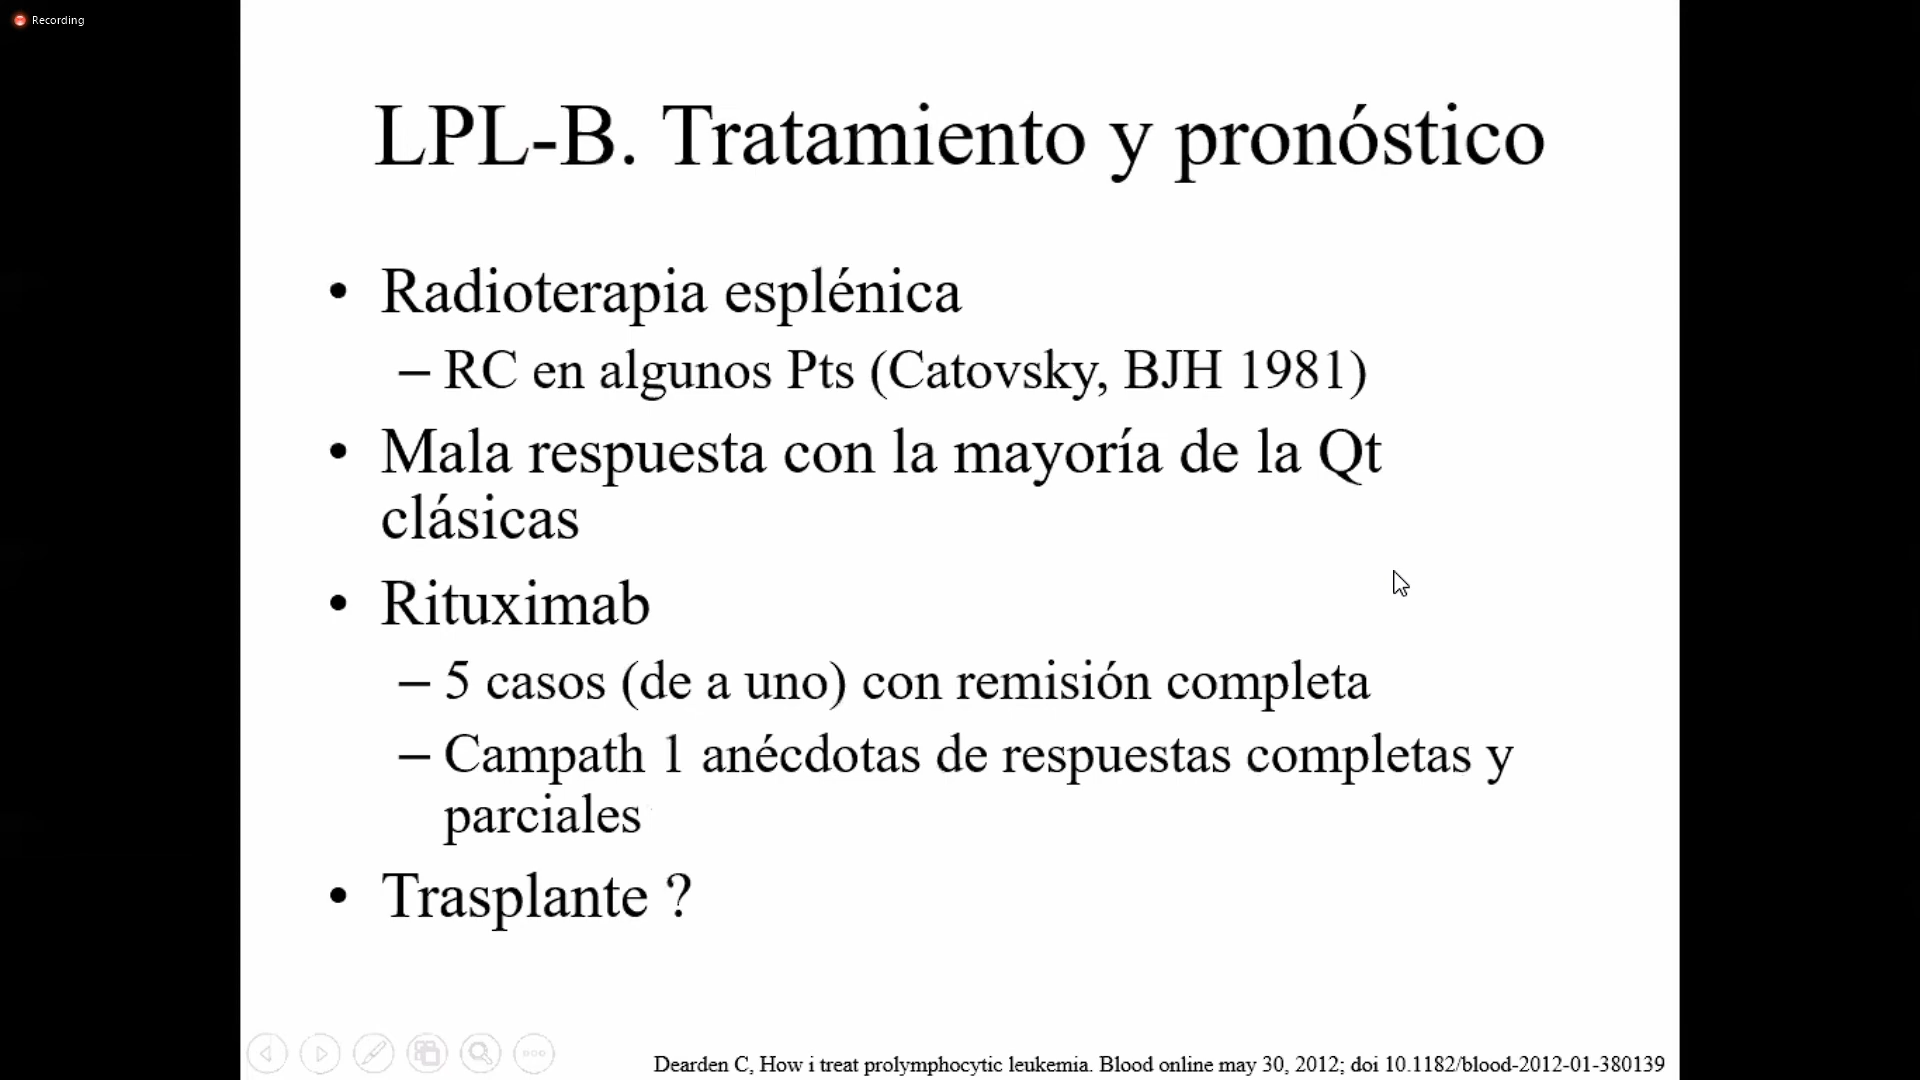 Recording
LPL-B. Tratamiento y pronóstico
• Radioterapia esplénica
– RC en algunos Pts (Catovsky, BJH 1981)
• Mala respuesta con la mayoría de la Qt
clásicas
• Rituximab
– 5 casos (de a uno) con remisión completa
– Campath 1 anécdotas de respuestas completas y
parciales
• Trasplante ?
Dearden C, How i treat prolymphocytic leukemia. Blood online may 30, 2012; doi 10.1182/blood-2012-01-380139